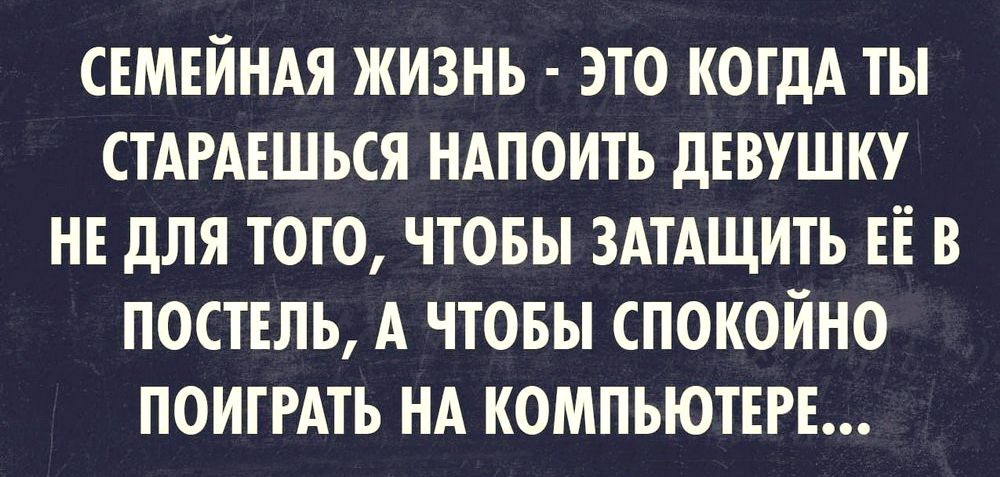 СЕМЕЙНАЯ ЖИЗНЬ - ЭТО КОГДА ТЫ
СТАРАЕШЬСЯ НАПОИТЬ ДЕВУШКУ
НЕ ДЛЯ ТОГО, ЧТОБЫ ЗАТАЩИТЬ ЕЁ В
ПОСТЕЛЬ, А ЧТОБЫ СПОКОЙНО
ПОИГРАТЬ НА КОМПЬЮТЕРЕ...